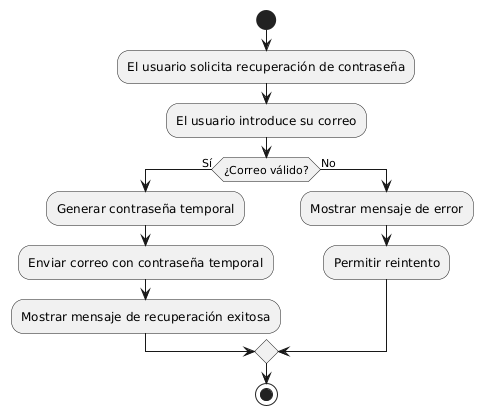 El usuario solicita recuperación de contraseña
El usuario introduce su correo
¿Correo válido?
Sí
No
Generar contraseña temporal
Mostrar mensaje de error
Enviar correo con contraseña temporal
Permitir reintento
Mostrar mensaje de recuperación exitosa